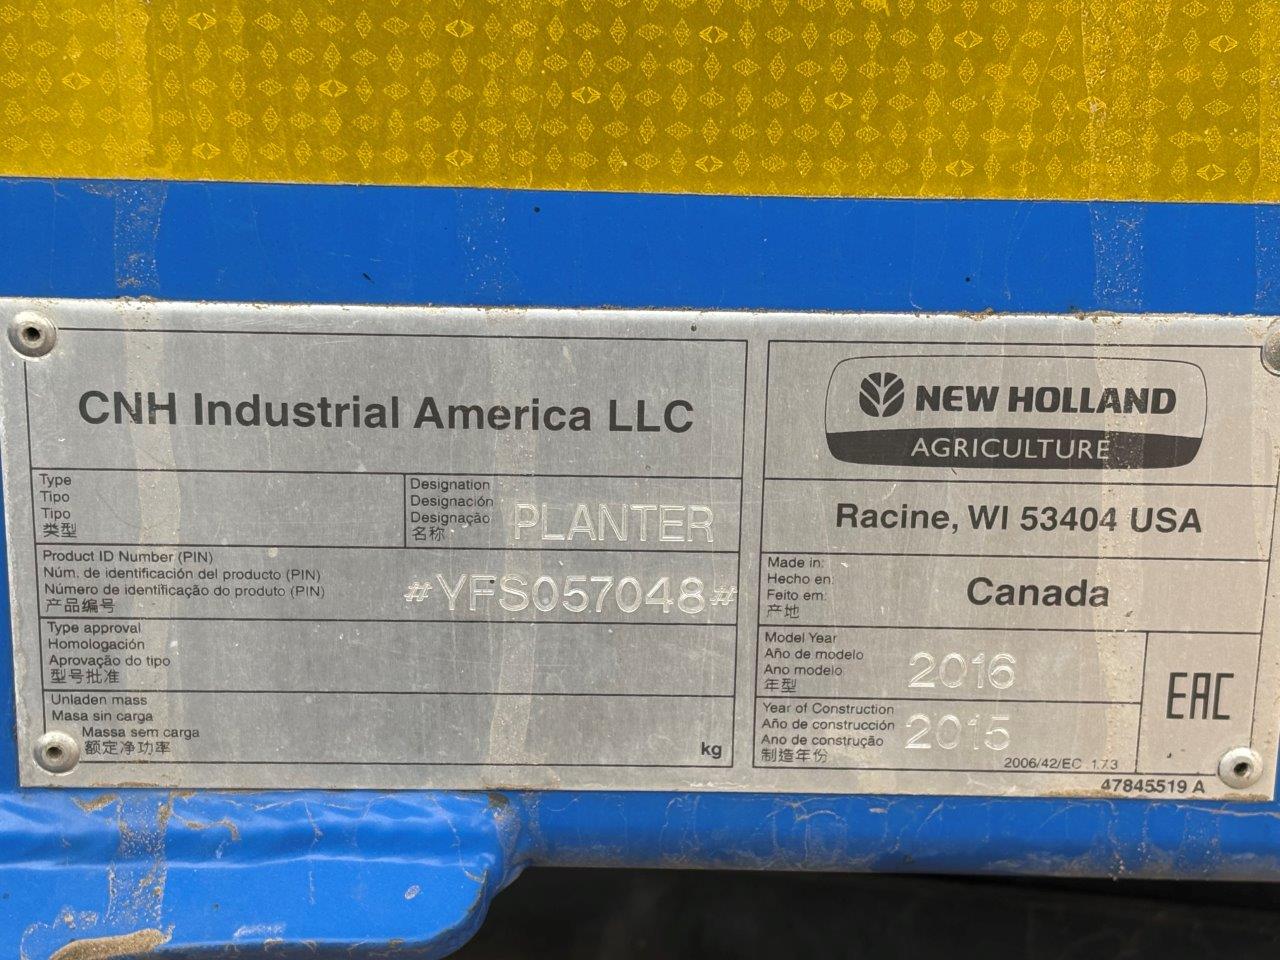 CNH Industrial America LLC
Type
Tipo
Tipo
类型
Designation
Designación
Designação
名称
PLANTER
Product ID Number (PIN)
Núm. de identificación del producto (PIN)
Número de identificação do produto (PIN)
产品编号
#YFS057048#
Type approval
Homologación
Aprovação do tipo
型号批准
Unladen mass
Masa sin carga
Massa sem carga
额定净功率
kg
NEW HOLLAND
AGRICULTURE
Racine, WI 53404 USA
Made in:
Hecho en:
Feito em:
产地
Canada
Model Year
Año de modelo
Ano modelo
年型
2016
Year of Construction
Año de construcción
Ano de construção
制造年份
2015
EAC
2006/42/EC 1.7.3
47845519 A